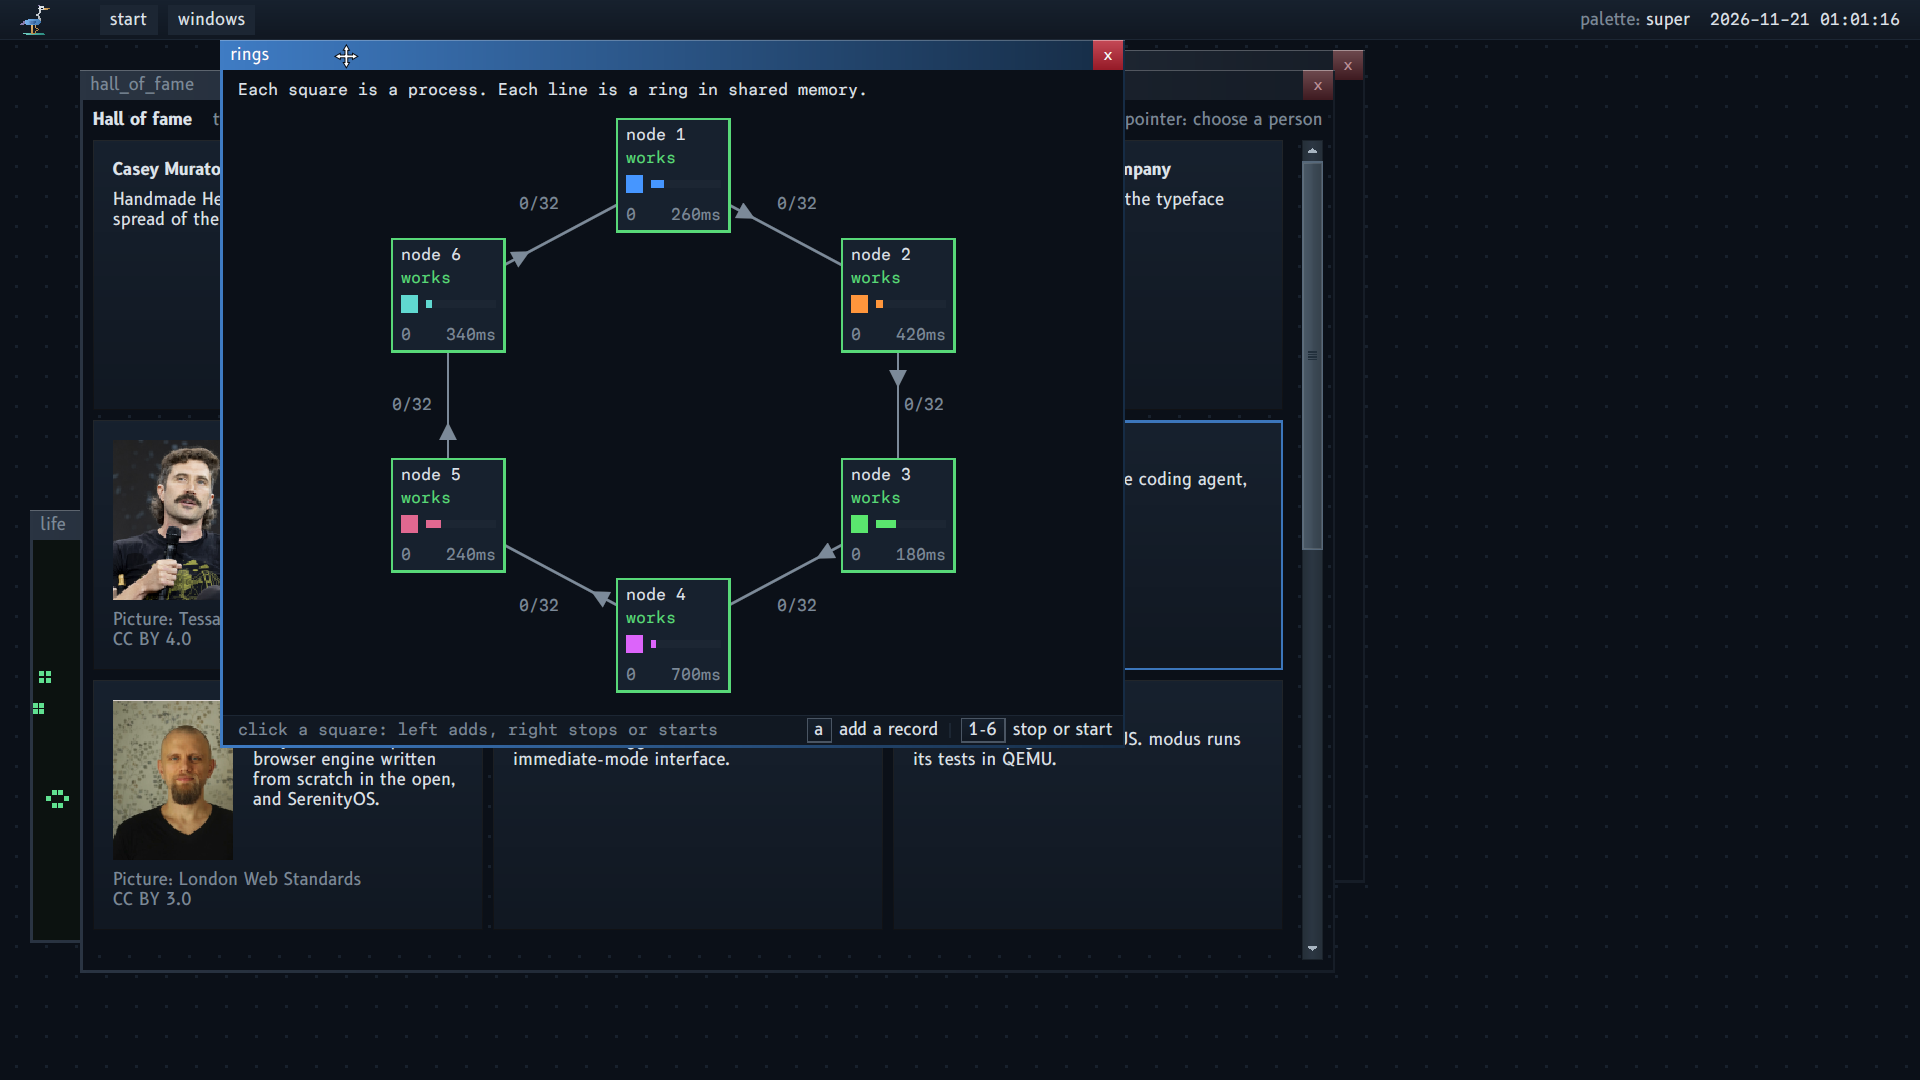 start
windows
palette: super
2026-11-21 01:01:16
rings
x
x
hall_of_fame
x
Each square is a process. Each line is a ring in shared memory.
Hall of fame
pointer: choose a person
node 1
works
0 260ms
0/32
0/32
Casey Murato
Handmade He
spread of the
mpany
the typeface
node 6
works
0 340ms
node 2
works
0 420ms
0/32
0/32
node 5
works
0 240ms
node 3
works
0 180ms
e coding agent,
life
0/32
0/32
node 4
works
0 700ms
Picture: Tessa
CC BY 4.0
click a square: left adds, right stops or starts
a add a record
1-6 stop or start
JS. modus runs
browser engine written
from scratch in the open,
and SerenityOS.
immediate-mode interface.
its tests in QEMU.
Picture: London Web Standards
CC BY 3.0